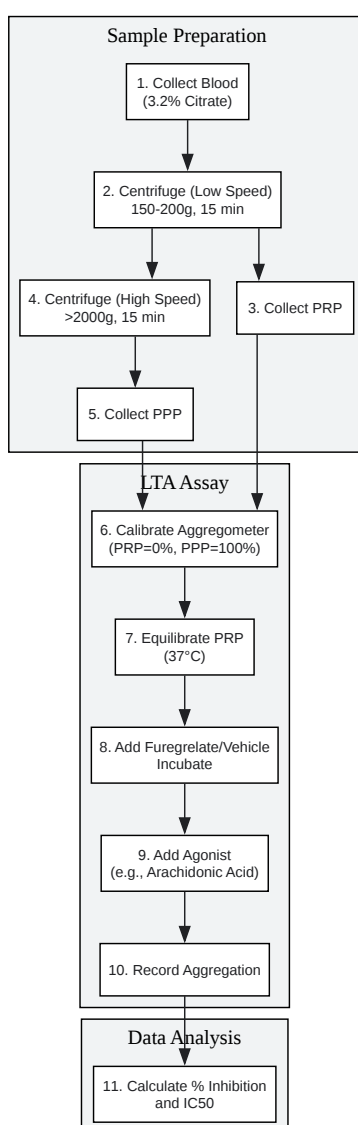 Sample Preparation
1. Collect Blood
(3.2% Citrate)
2. Centrifuge (Low Speed)
150-200g, 15 min
4. Centrifuge (High Speed)
>2000g, 15 min
3. Collect PRP
5. Collect PPP
LTA Assay
6. Calibrate Aggregometer
(PRP=0%, PPP=100%)
7. Equilibrate PRP
(37°C)
8. Add Furegrelate/Vehicle
Incubate
9. Add Agonist
(e.g., Arachidonic Acid)
10. Record Aggregation
Data Analysis
11. Calculate % Inhibition
and IC50